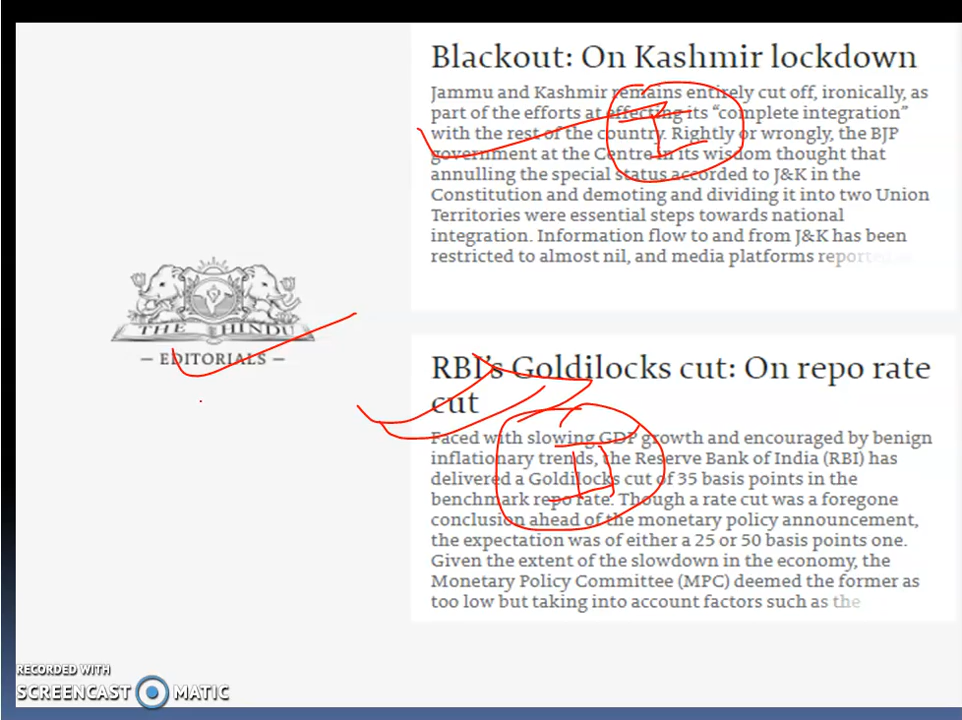 Blackout: On Kashmir lockdown
Jammu and Kashmir remains entirely cut off, ironically, as
part of the efforts at effecting its “complete integration”
with the rest of the country. Rightly or wrongly, the BJP
government at the Centre in its wisdom thought that
annulling the special status accorded to J&K in the
Constitution and demoting and dividing it into two Union
Territories were essential steps towards national
integration. Information flow to and from J&K has been
restricted to almost nil, and media platforms reported
THE HINDU
— EDITORIALS —
RBI’s Goldilocks cut: On repo rate
cut
Faced with slowing GDP growth and encouraged by benign
inflationary trends, the Reserve Bank of India (RBI) has
delivered a Goldilocks cut of 35 basis points in the
benchmark repo rate. Though a rate cut was a foregone
conclusion ahead of the monetary policy announcement,
the expectation was of either a 25 or 50 basis points one.
Given the extent of the slowdown in the economy, the
Monetary Policy Committee (MPC) deemed the former as
too low but taking into account factors such as the
I
II
RECORDED WITH
SCREENCAST MATIC